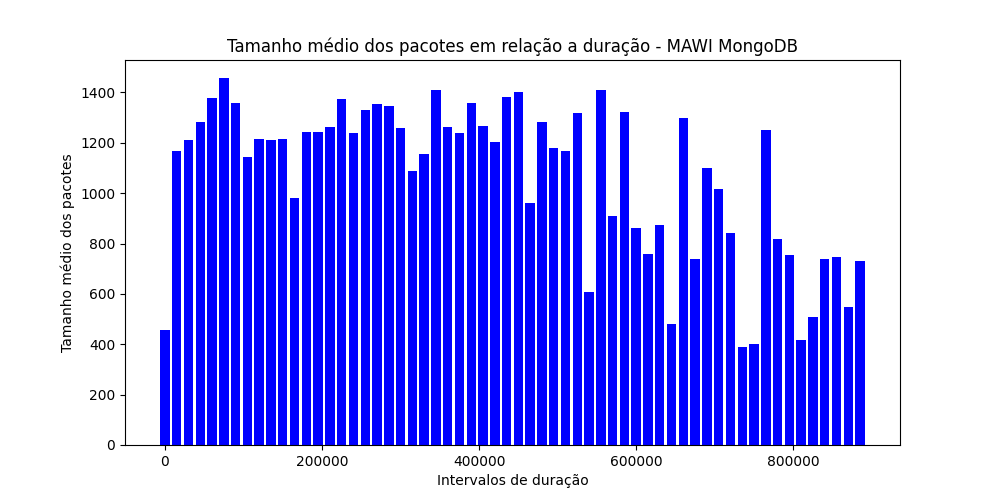 Tamanho médio dos pacotes em relação a duração - MAWI MongoDB
Tamanho médio dos pacotes
1400
1200
1000
800
600
400
200
0
0 200000 400000 600000 800000
Intervalos de duração